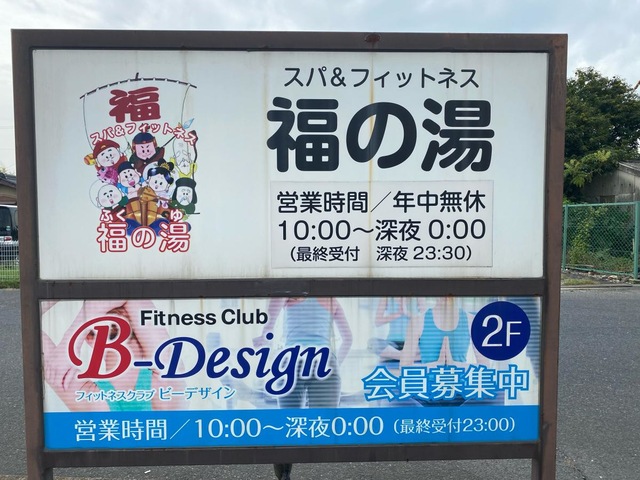 福
スパ&フィットネス
ふく ゆ
福の湯
スパ&フィットネス
福の湯
営業時間/年中無休
10:00〜深夜 0:00
(最終受付 深夜 23:30)
Fitness Club
B-Design
フィットネスクラブ ビーデザイン
2F
会員募集中
営業時間/10:00〜深夜0:00(最終受付23:00)